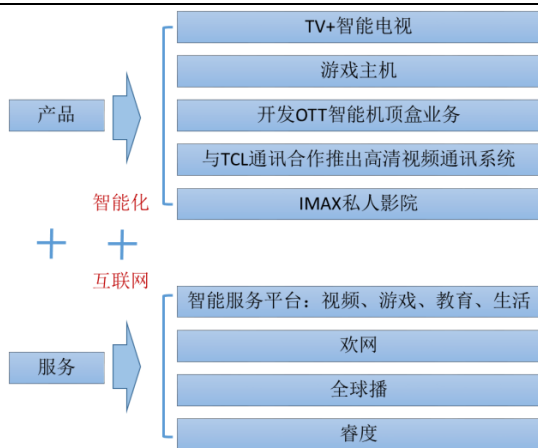 TV+智能电视
游戏主机
产品
开发OTT智能机顶盒业务
与TCL通讯合作推出高清视频通讯系统
智能化
IMAX私人影院
+ +
互联网
智能服务平台：视频、游戏、教育、生活
欢网
服务
全球播
睿度